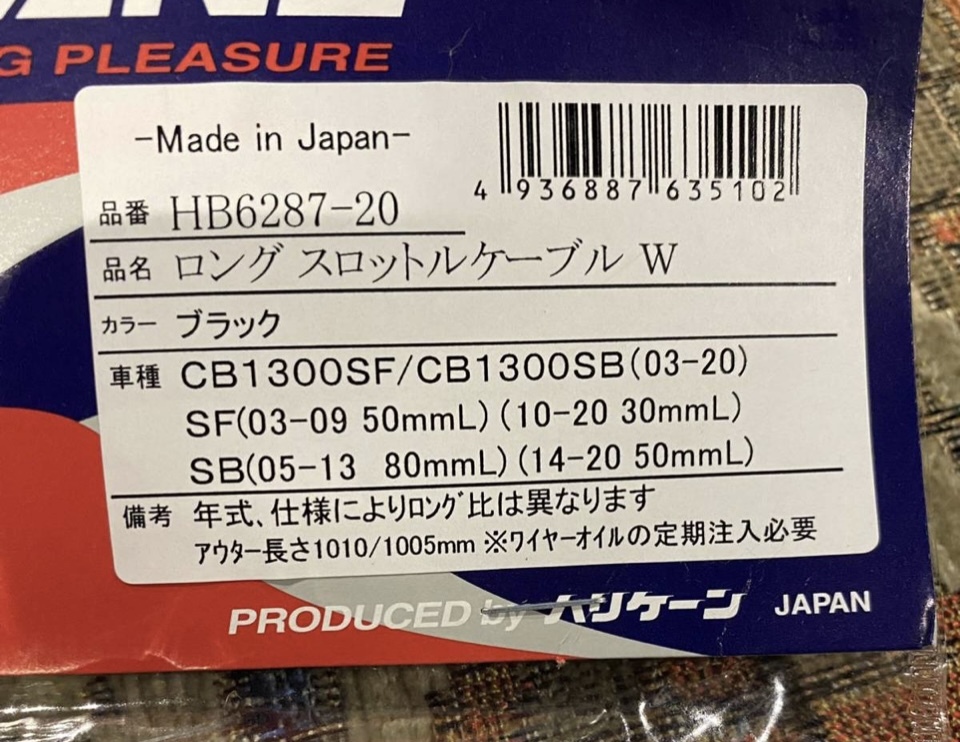 G PLEASURE
-Made in Japan-
4 936887 635102
品番 HB6287-20
品名 ロング スロットルケーブル W
カラー ブラック
車種 CB1300SF/CB1300SB(03-20)
SF(03-09 50mmL)(10-20 30mmL)
SB(05-13 80mmL)(14-20 50mmL)
備考 年式、仕様によりロング比は異なります
アウター長さ1010/1005mm ※ワイヤーオイルの定期注入必要
PRODUCED by ハリケーン JAPAN